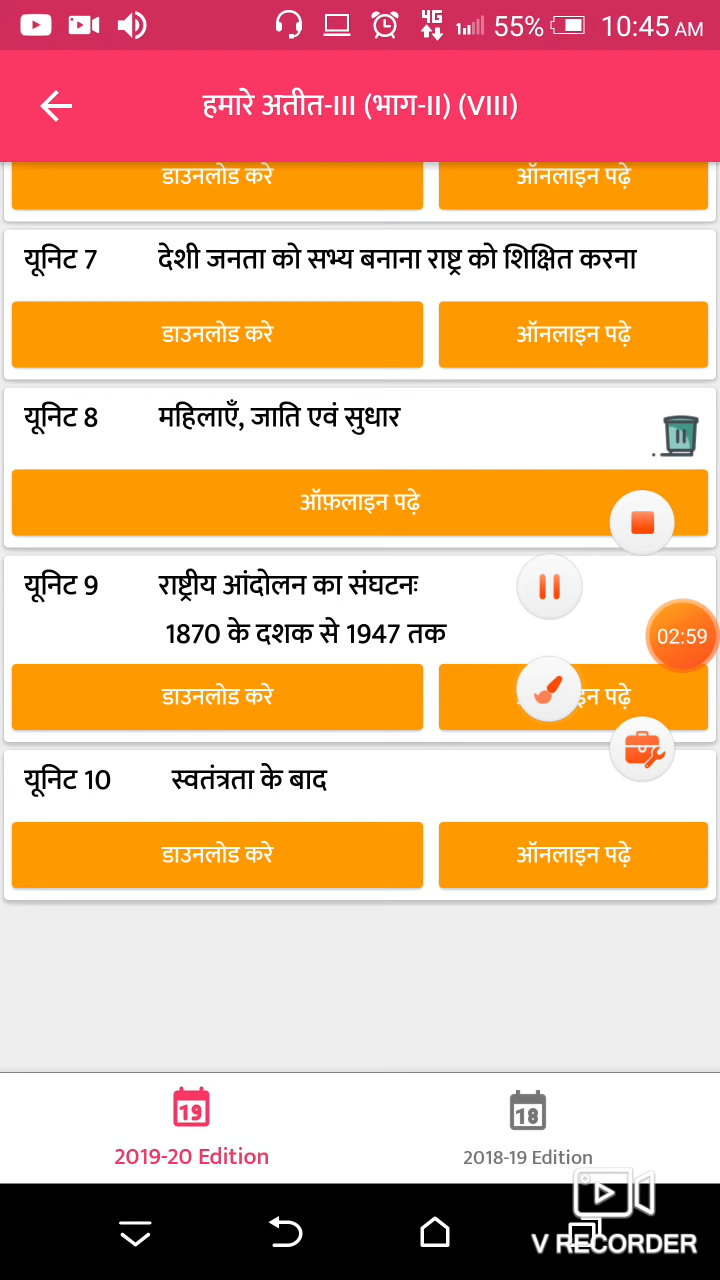 4G 55% 10:45 AM
हमारे अतीत-III (भाग-II) (VIII)
डाउनलोड करे ऑनलाइन पढ़े
यूनिट 7 देशी जनता को सभ्य बनाना राष्ट्र को शिक्षित करना
डाउनलोड करे ऑनलाइन पढ़े
यूनिट 8 महिलाएँ, जाति एवं सुधार
ऑफ़लाइन पढ़े
यूनिट 9 राष्ट्रीय आंदोलन का संघटनः
1870 के दशक से 1947 तक
02:59
डाउनलोड करे
यूनिट 10 स्वतंत्रता के बाद
डाउनलोड करे ऑनलाइन पढ़े
19 18
2019-20 Edition 2018-19 Edition
V RECORDER